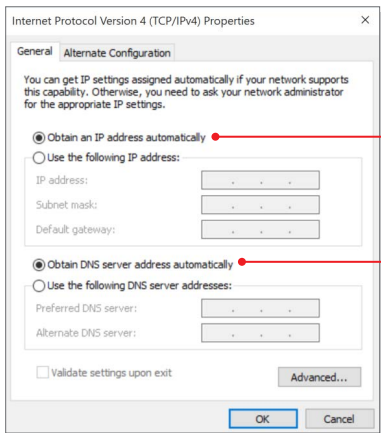 Internet Protocol Version 4 (TCP/IPv4) Properties
General Alternate Configuration
You can get IP settings assigned automatically if your network supports
this capability. Otherwise, you need to ask your network administrator
for the appropriate IP settings.
Obtain an IP address automatically
Use the following IP address:
IP address:
Subnet mask:
Default gateway:
Obtain DNS server address automatically
Use the following DNS server addresses:
Preferred DNS server:
Alternate DNS server:
Validate settings upon exit
Advanced...
OK Cancel